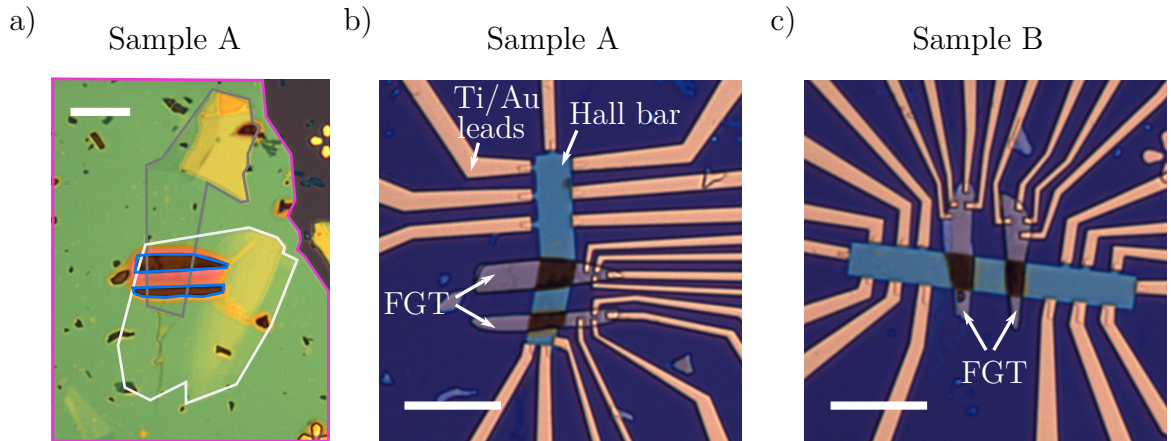 a)
Sample A
b)
Sample A
Ti/Au
leads
Hall bar
FGT
c)
Sample B
FGT